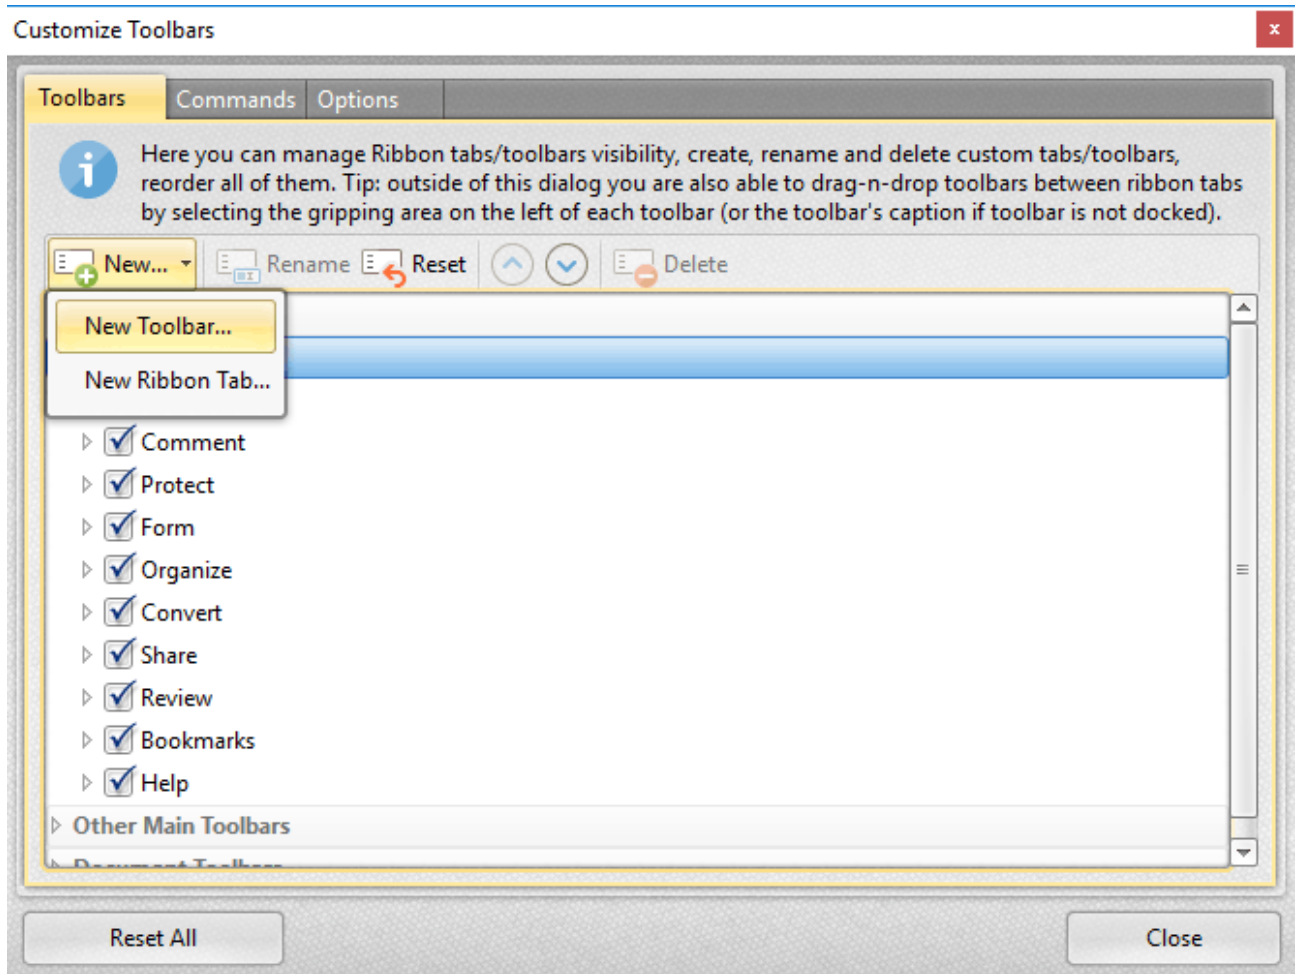 Customize Toolbars
x
Toolbars Commands Options
Here you can manage Ribbon tabs/toolbars visibility, create, rename and delete custom tabs/toolbars,
reorder all of them. Tip: outside of this dialog you are also able to drag-n-drop toolbars between ribbon tabs
by selecting the gripping area on the left of each toolbar (or the toolbar's caption if toolbar is not docked).
New... Rename Reset Delete
New Toolbar...
New Ribbon Tab...
Comment
Protect
Form
Organize
Convert
Share
Review
Bookmarks
Help
Other Main Toolbars
Document Toolbars
Reset All Close